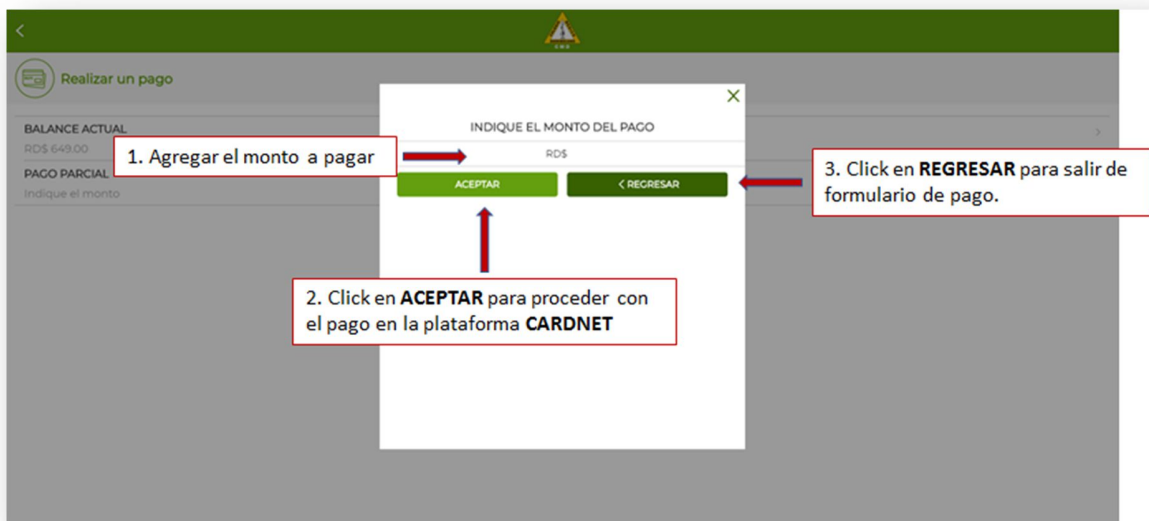 Realizar un pago
INDIQUE EL MONTO DEL PAGO
BALANCE ACTUAL
RD$ 649.00
1. Agregar el monto a pagar
RD$
PAGO PARCIAL
Indique el monto
ACEPTAR
< REGRESAR
3. Click en REGRESAR para salir de
formulario de pago.
2. Click en ACEPTAR para proceder con
el pago en la plataforma CARDNET